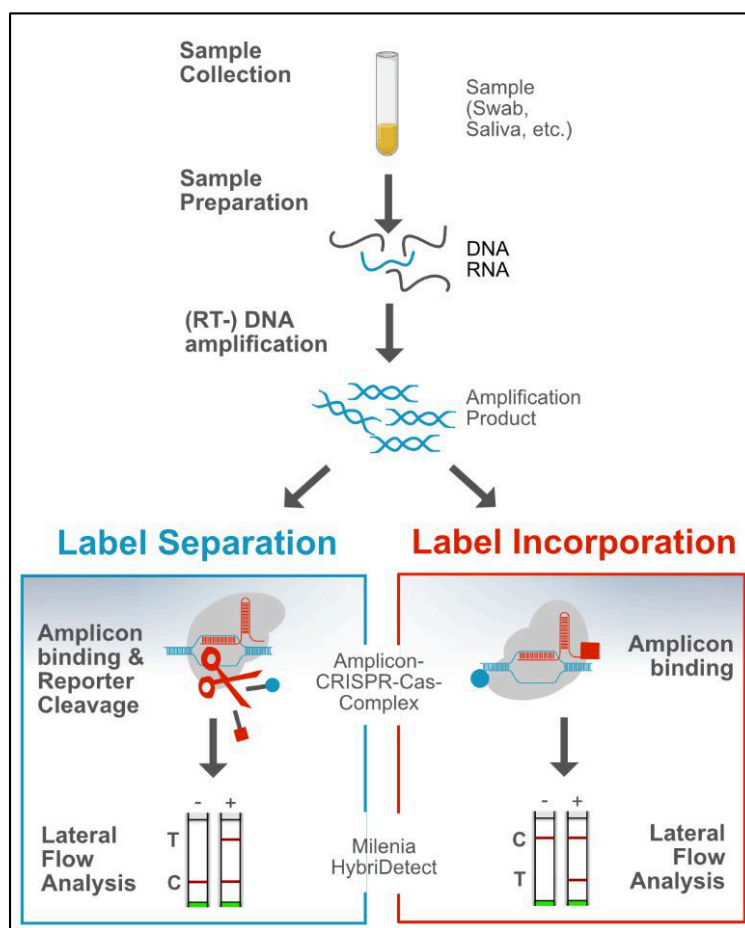 Sample
Collection
Sample
(Swab,
Saliva, etc.)
Sample
Preparation
DNA
RNA
(RT-) DNA
amplification
Amplification
Product
Label Separation
Label Incorporation
Amplicon
binding &
Reporter
Cleavage
Amplicon-
CRISPR-Cas-
Complex
Amplicon
binding
- +
T
C
Lateral
Flow
Analysis
Milenia
HybriDetect
- +
C
T
Lateral
Flow
Analysis